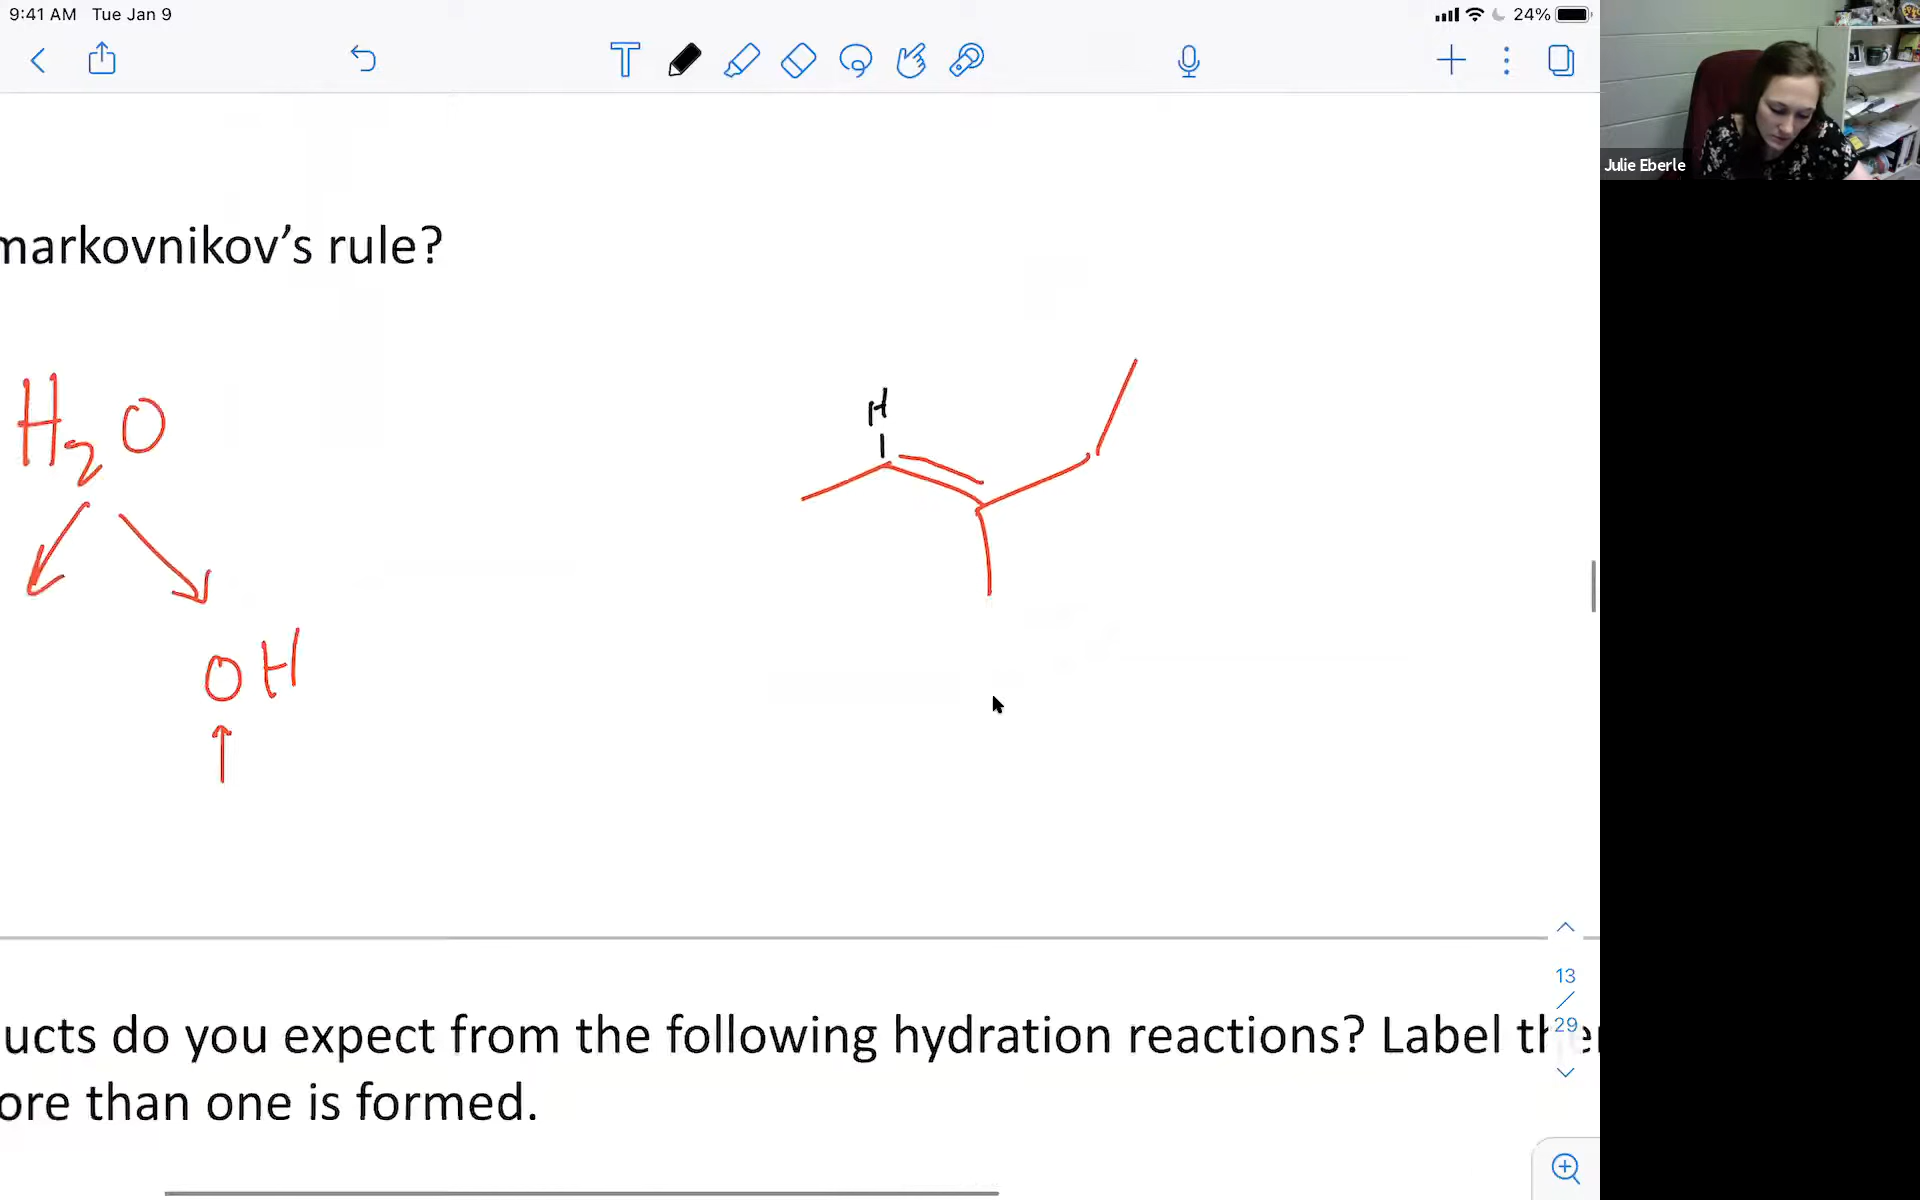 9:41 AM Tue Jan 9
24%
Julie Eberle
markovnikov’s rule?
H
H₂O
OH
13
29
ucts do you expect from the following hydration reactions? Label the
ore than one is formed.